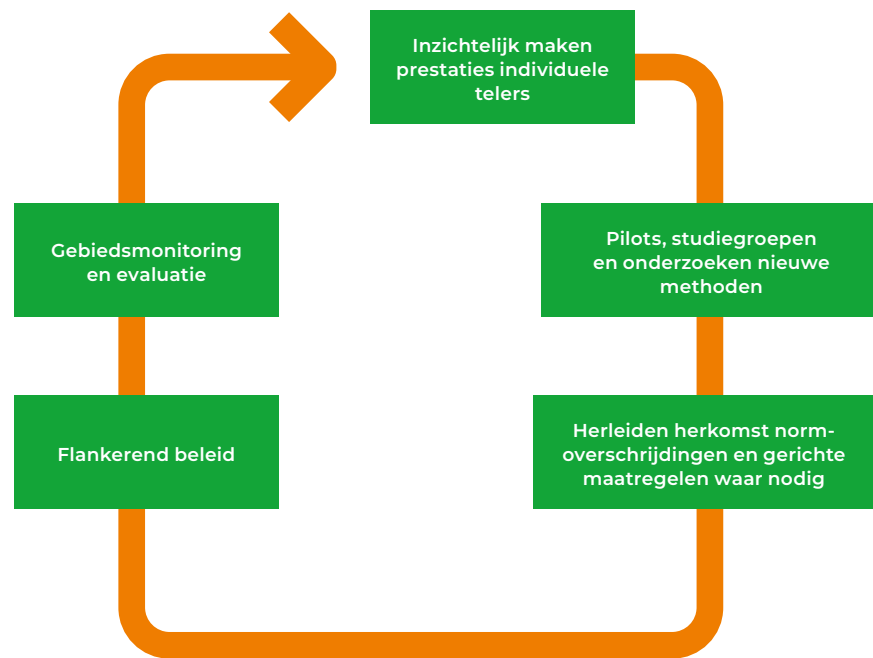 Inzichtelijk maken
prestaties individuele
telers
Pilots, studiegroepen
en onderzoeken nieuwe
methoden
Herleiden herkomst norm-
overschrijdingen en gerichte
maatregelen waar nodig
Flankerend beleid
Gebiedsmonitoring
en evaluatie